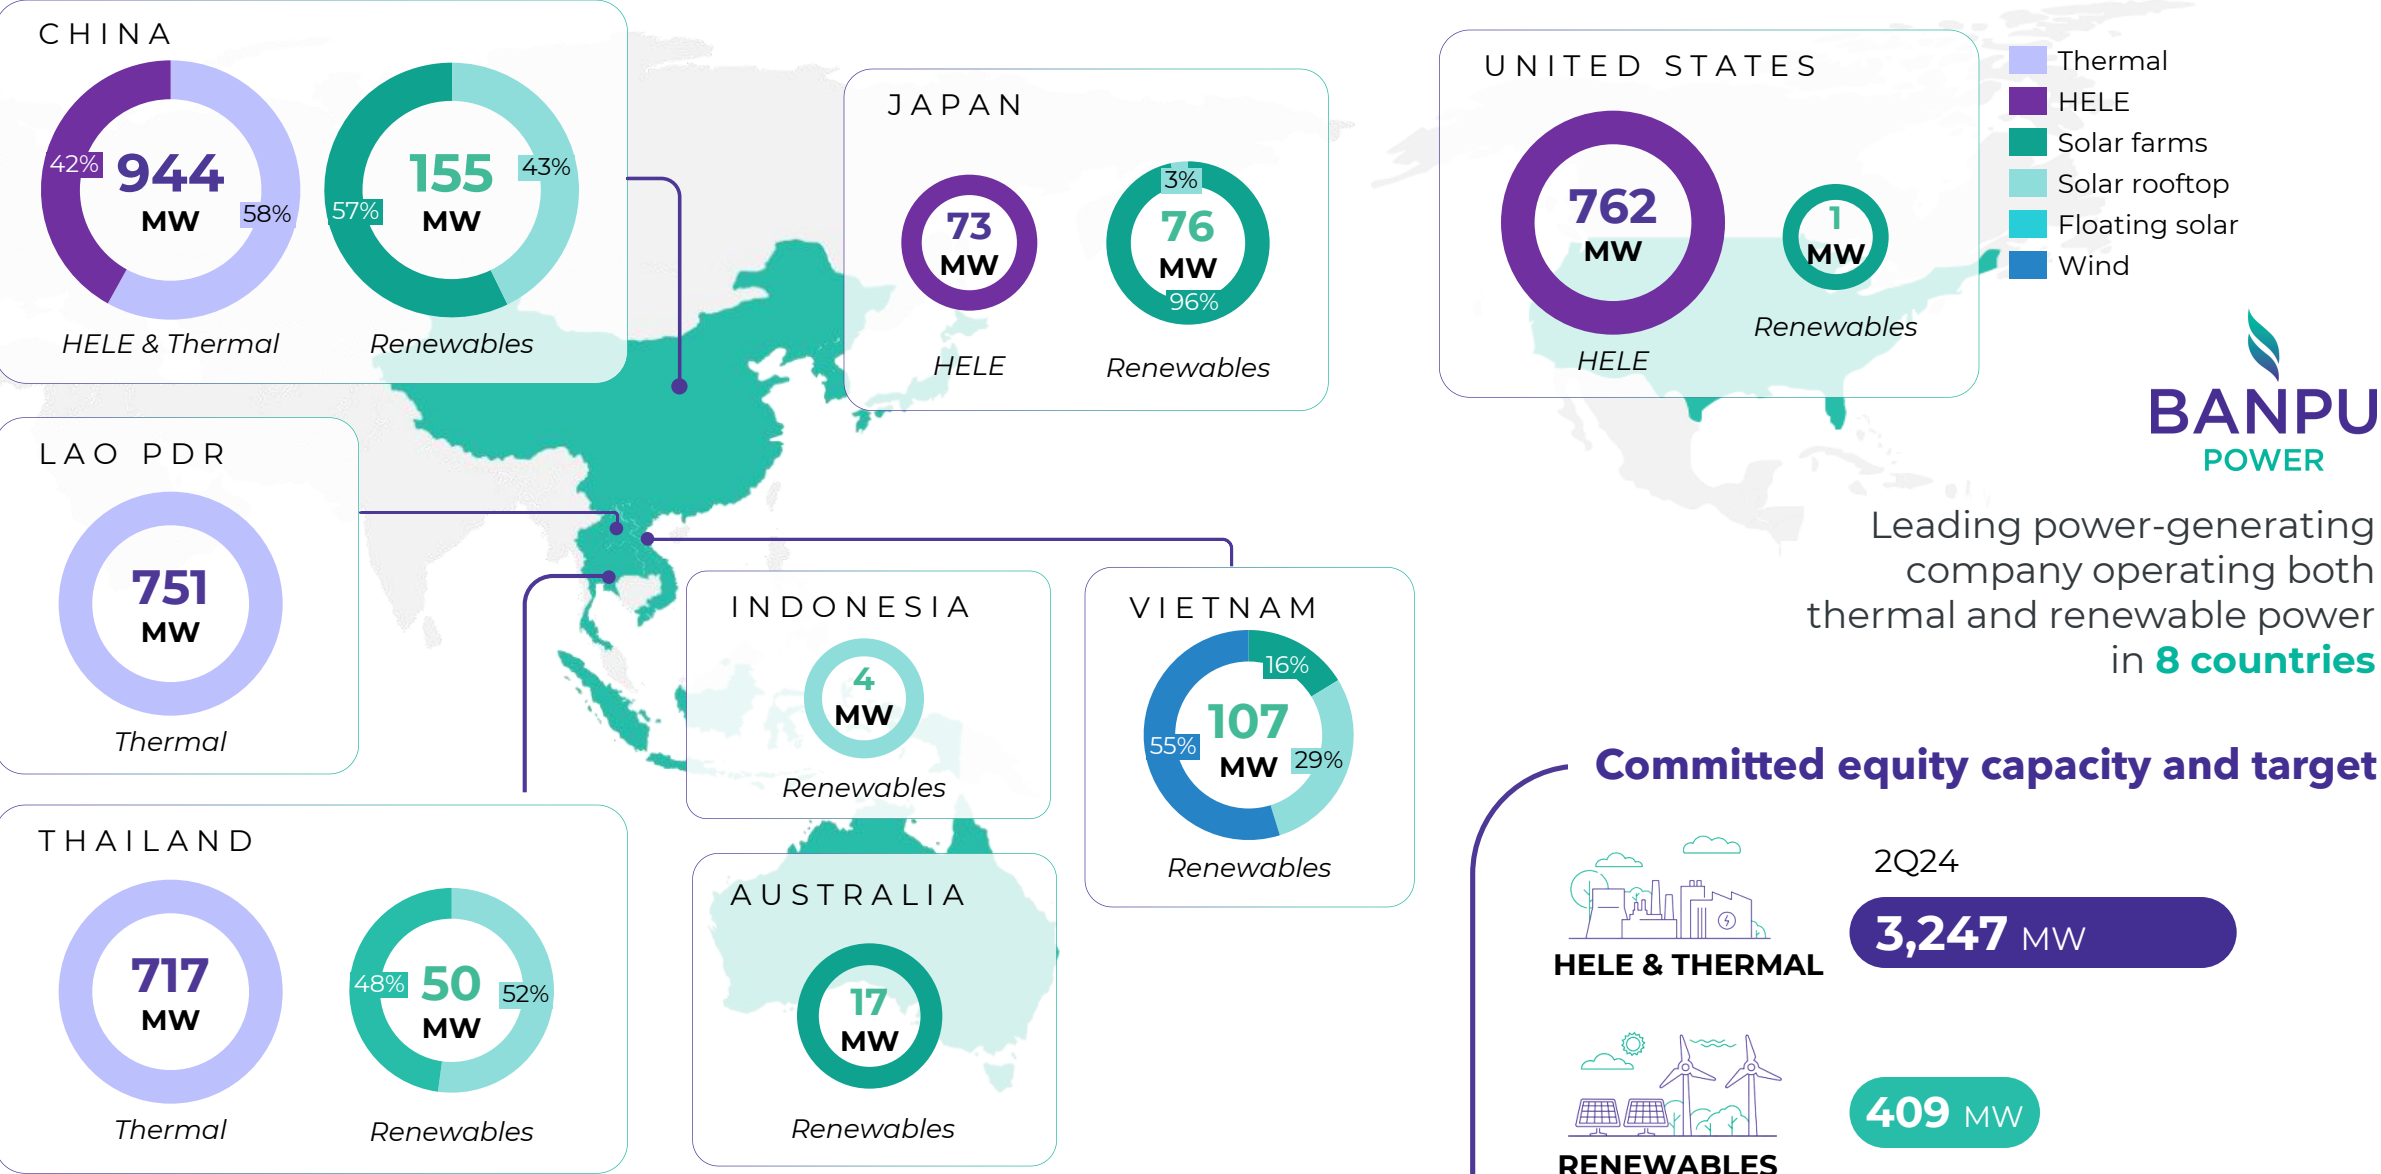 CHINA
42%
944
MW
58%
HELE & Thermal
57%
155
MW
43%
Renewables
JAPAN
73
MW
HELE
3%
76
MW
96%
Renewables
UNITED STATES
762
MW
HELE
1
MW
Renewables
Thermal
HELE
Solar farms
Solar rooftop
Floating solar
Wind
BANPU
POWER
Leading power-generating
company operating both
thermal and renewable power
in 8 countries
LAO PDR
751
MW
Thermal
INDONESIA
4
MW
Renewables
VIETNAM
16%
107
MW
55%
29%
Renewables
THAILAND
717
MW
Thermal
48%
50
MW
52%
Renewables
AUSTRALIA
17
MW
Renewables
Committed equity capacity and target
2Q24
HELE & THERMAL
3,247 MW
RENEWABLES
409 MW